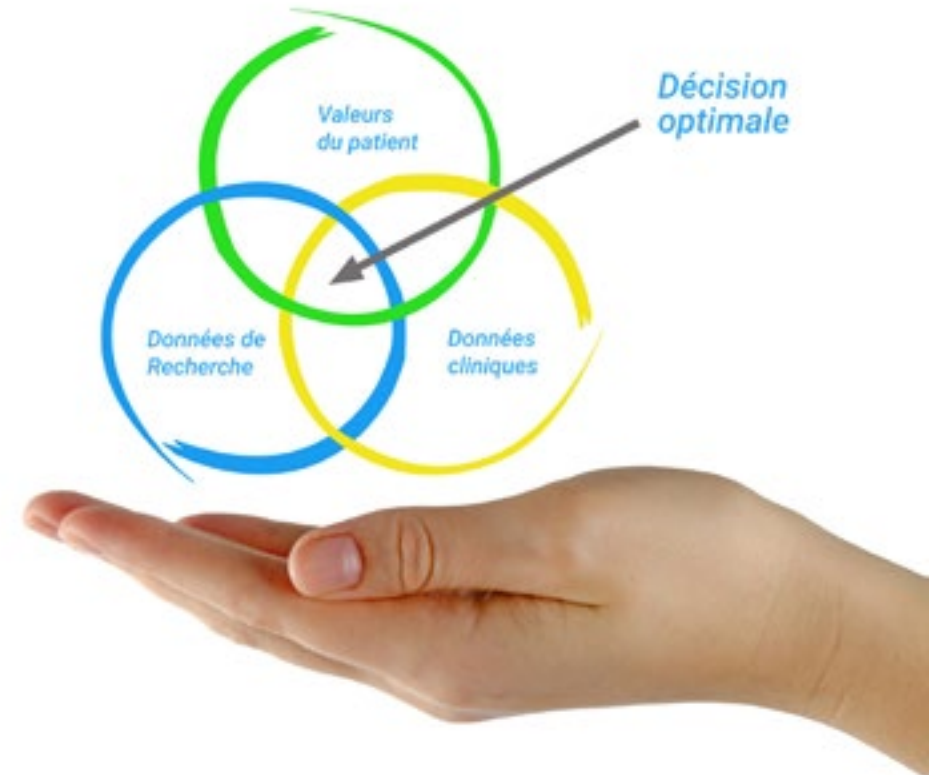 Décision
optimale
Valeurs
du patient
Données de
Recherche
Données
cliniques